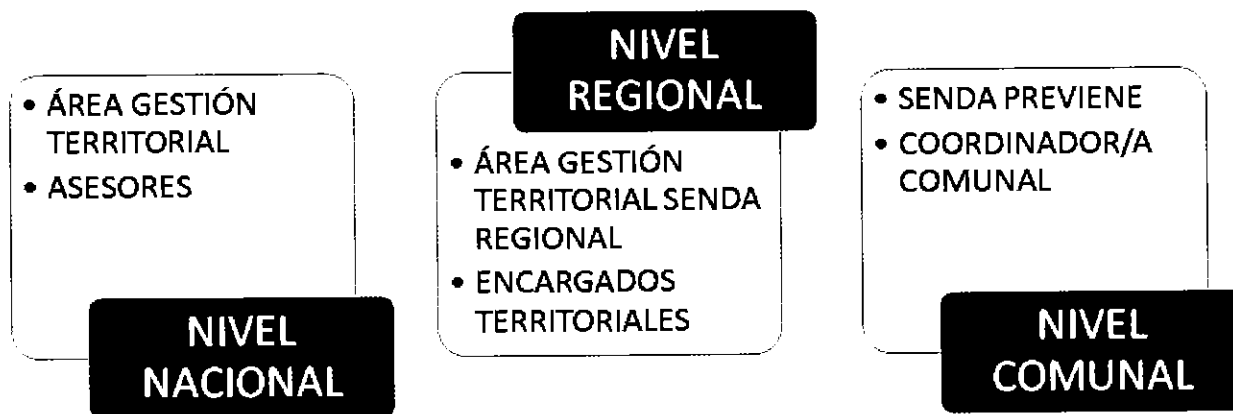 • ÁREA GESTIÓN
TERRITORIAL
• ASESORES
NIVEL
NACIONAL
NIVEL
REGIONAL
• ÁREA GESTIÓN
TERRITORIAL SENDA
REGIONAL
• ENCARGADOS
TERRITORIALES
• SENDA PREVIENE
• COORDINADOR/A
COMUNAL
NIVEL
COMUNAL